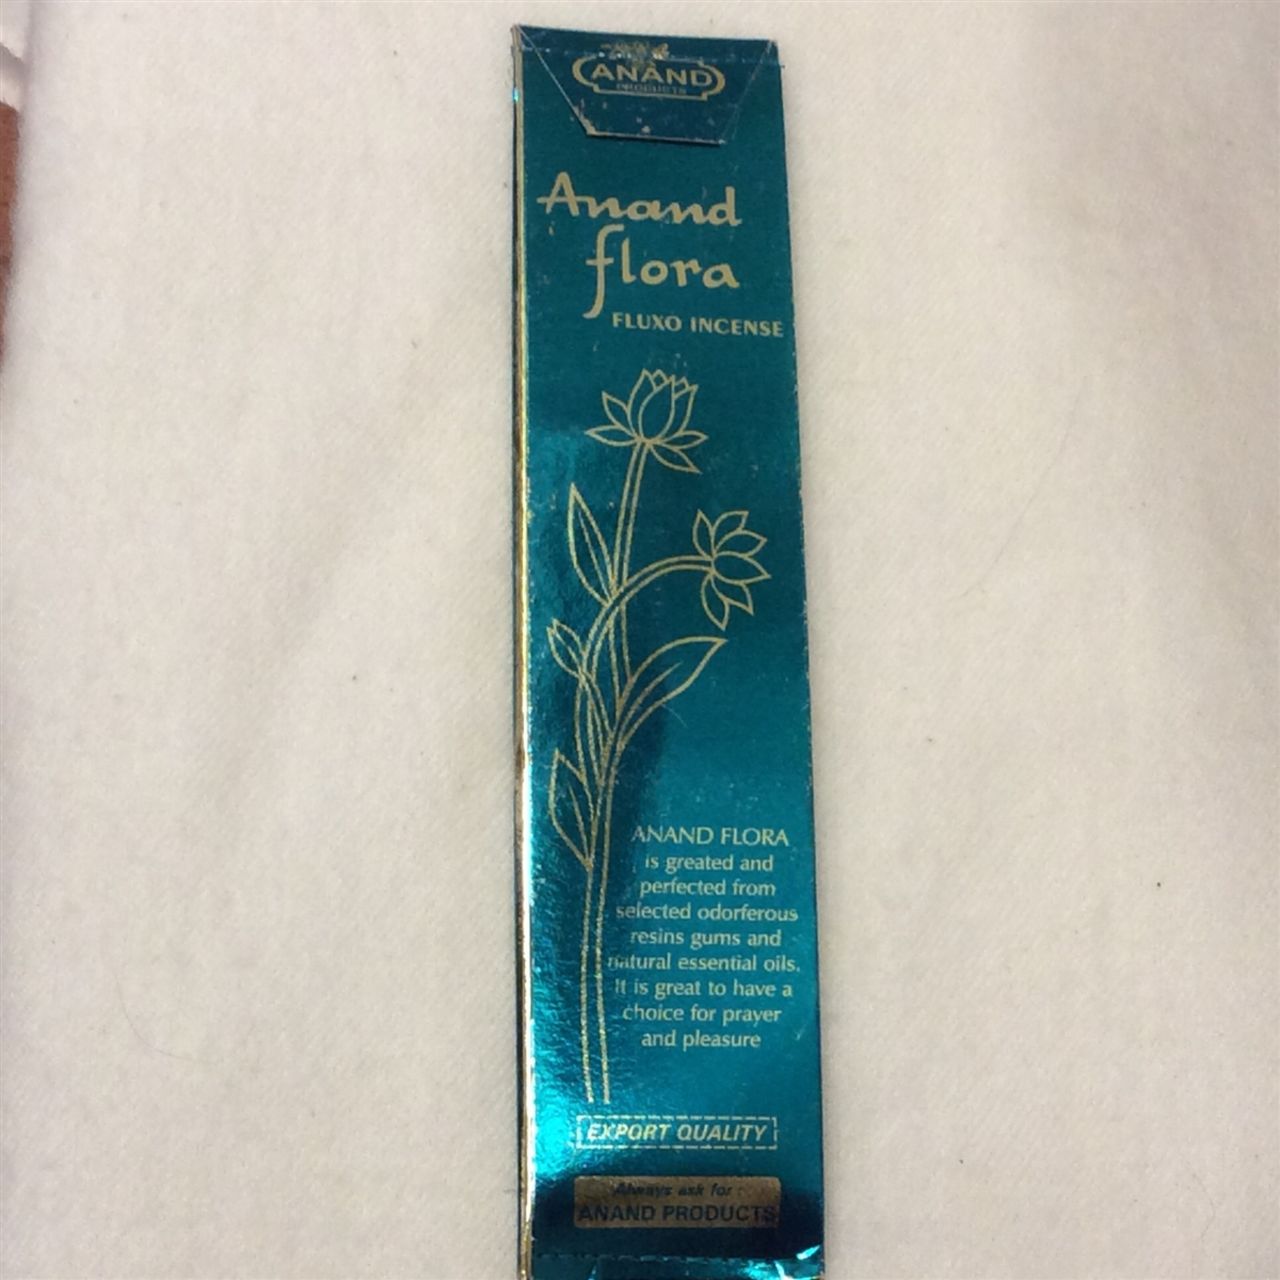 ANAND
PRODUCTS
Anand
flora
FLUXO INCENSE
ANAND FLORA
is greated and
perfected from
selected odorferous
resins gums and
natural essential oils.
It is great to have a
choice for prayer
and pleasure
EXPORT QUALITY
Always ask for :
ANAND PRODUCTS